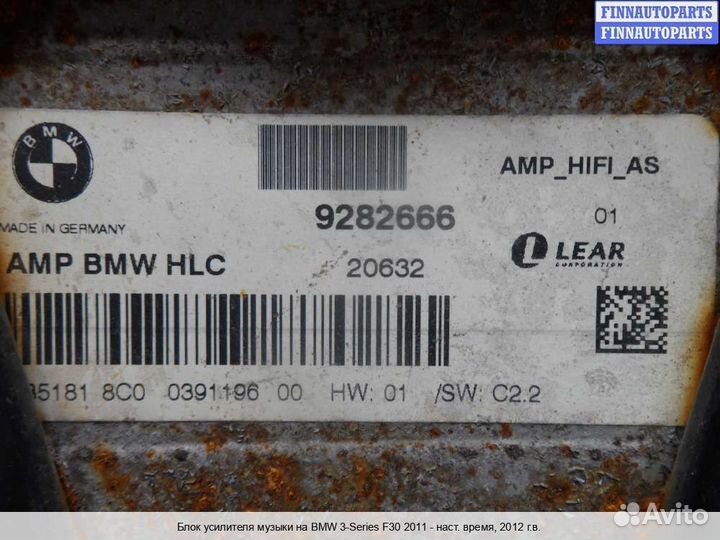 FINNAUTOPARTS
FINNAUTOPARTS
BMW
AMP_HIFI_AS
MADE IN GERMANY
9282666
01
AMP BMW HLC
20632
LEAR
CORPORATION
35181 8C0 0391196 00 HW: 01 /SW: C2.2
Avito
Блок усилителя музыки на BMW 3-Series F30 2011 - наст. время, 2012 г.в.